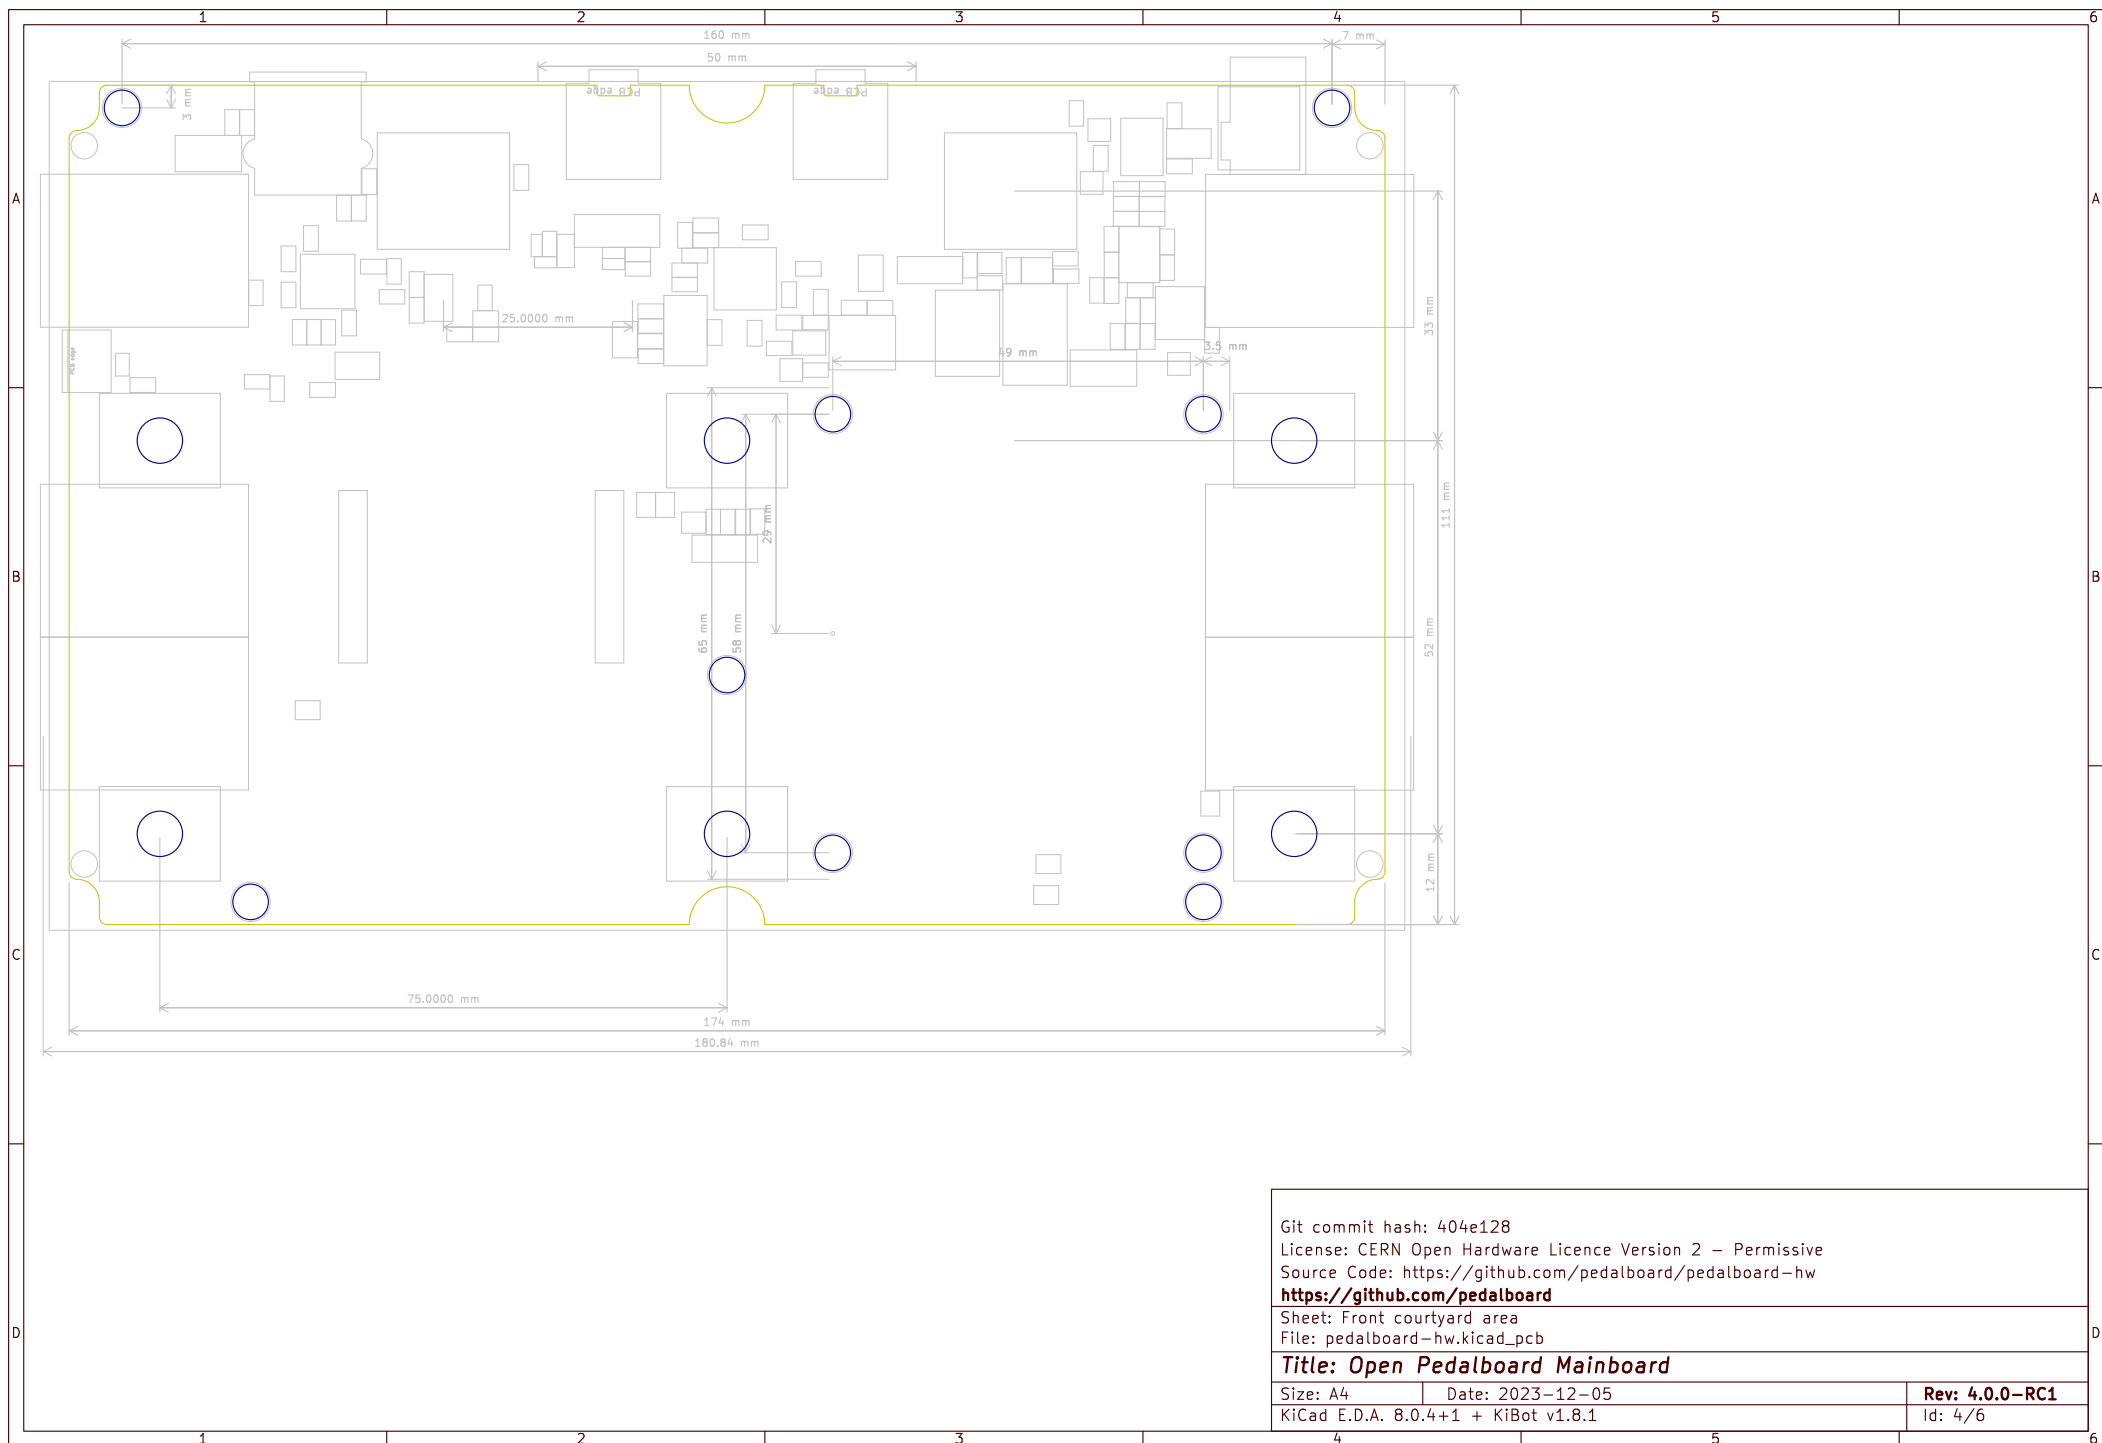 1 2 3 4 5 6
160 mm
7 mm
50 mm
3 mm
PCB edge
PCB edge
A A
25.0000 mm
33 mm
PCB edge
49 mm
3.5 mm
111 mm
29 mm
B B
65 mm
58 mm
52 mm
12 mm
C C
75.0000 mm
174 mm
180.84 mm
Git commit hash: 404e128
License: CERN Open Hardware Licence Version 2 – Permissive
Source Code: https://github.com/pedalboard/pedalboard-hw
https://github.com/pedalboard
Sheet: Front courtyard area
File: pedalboard-hw.kicad_pcb
D D
Title: Open Pedalboard Mainboard
Size: A4 Date: 2023-12-05 Rev: 4.0.0-RC1
KiCad E.D.A. 8.0.4+1 + KiBot v1.8.1 Id: 4/6
1 2 3 4 5 6